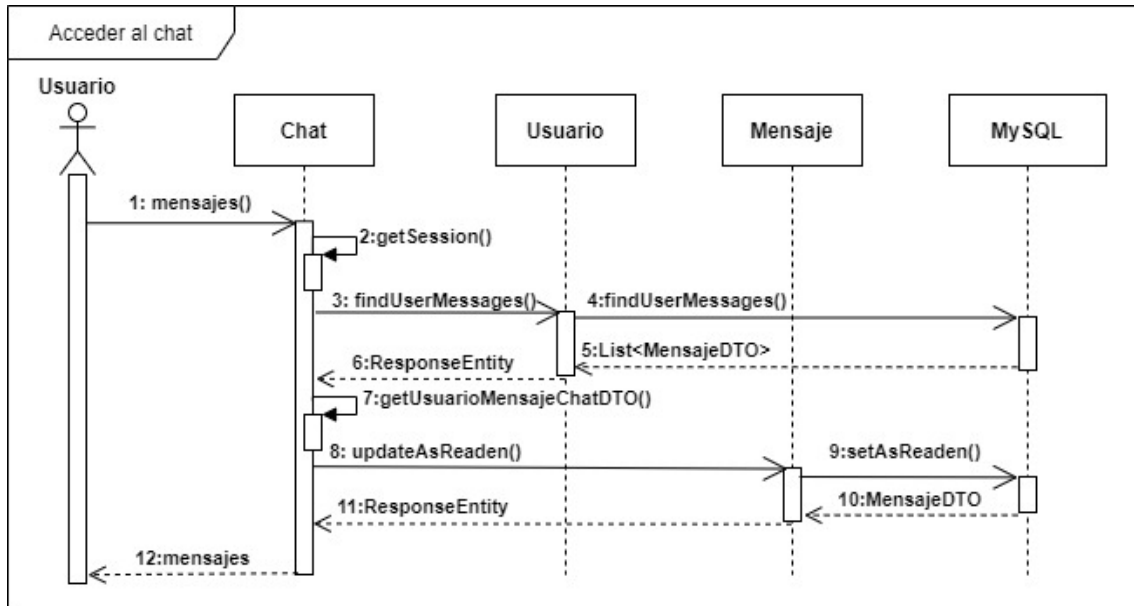 Acceder al chat
Usuario
Chat
Usuario
Mensaje
MySQL
1: mensajes()
2:getSession()
3: findUserMessages()
4:findUserMessages()
5:List<MensajeDTO>
6:ResponseEntity
7:getUsuarioMensajeChatDTO()
8: updateAsReaden()
9:setAsReaden()
10:MensajeDTO
11:ResponseEntity
12:mensajes